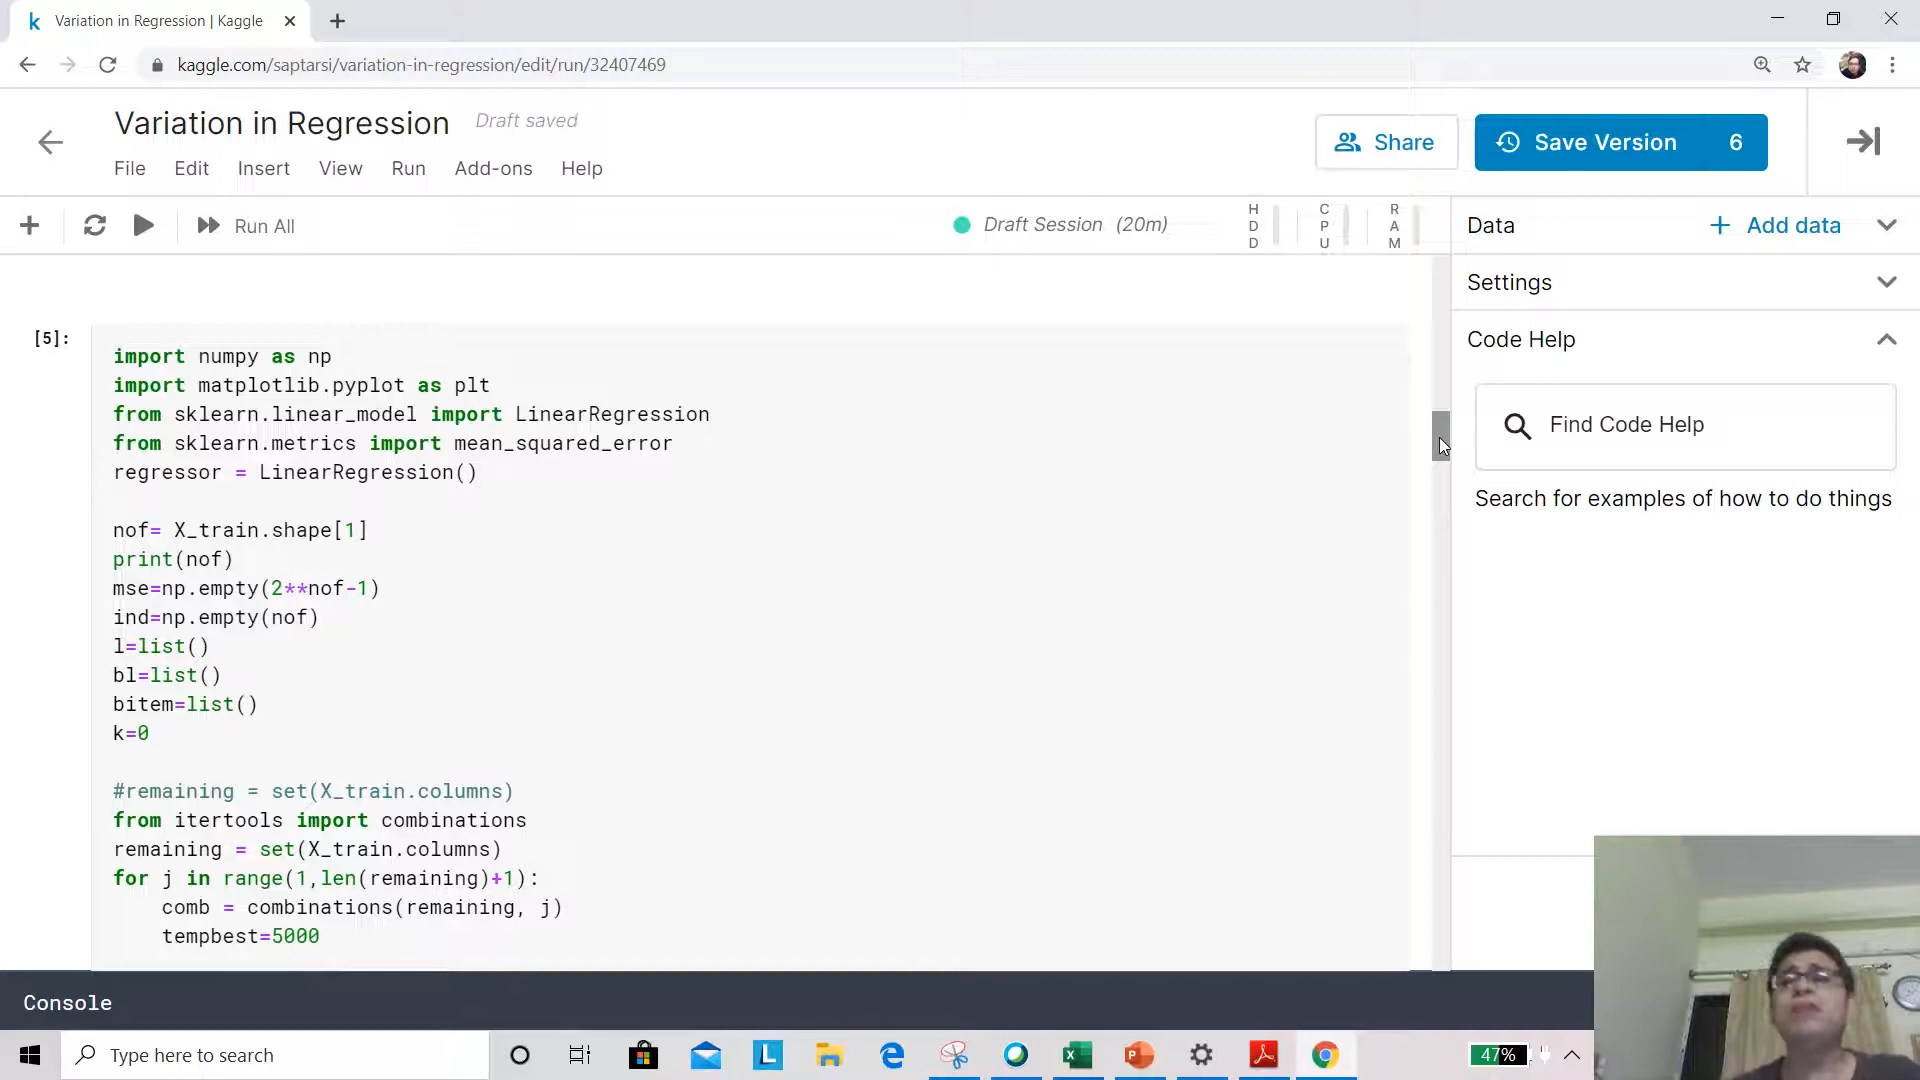 k Variation in Regression | Kaggle
kaggle.com/saptarsi/variation-in-regression/edit/run/32407469
Variation in Regression Draft saved
Share
Save Version 6
File Edit Insert View Run Add-ons Help
Run All
Draft Session (20m)
HDD CPU RAM
Data
Add data
Settings
Code Help
Find Code Help
Search for examples of how to do things
[5]:
import numpy as np
import matplotlib.pyplot as plt
from sklearn.linear_model import LinearRegression
from sklearn.metrics import mean_squared_error
regressor = LinearRegression()
nof= X_train.shape[1]
print(nof)
mse=np.empty(2**nof-1)
ind=np.empty(nof)
l=list()
bl=list()
bitem=list()
k=0
#remaining = set(X_train.columns)
from itertools import combinations
remaining = set(X_train.columns)
for j in range(1,len(remaining)+1):
comb = combinations(remaining, j)
tempbest=5000
Console
Type here to search
47%